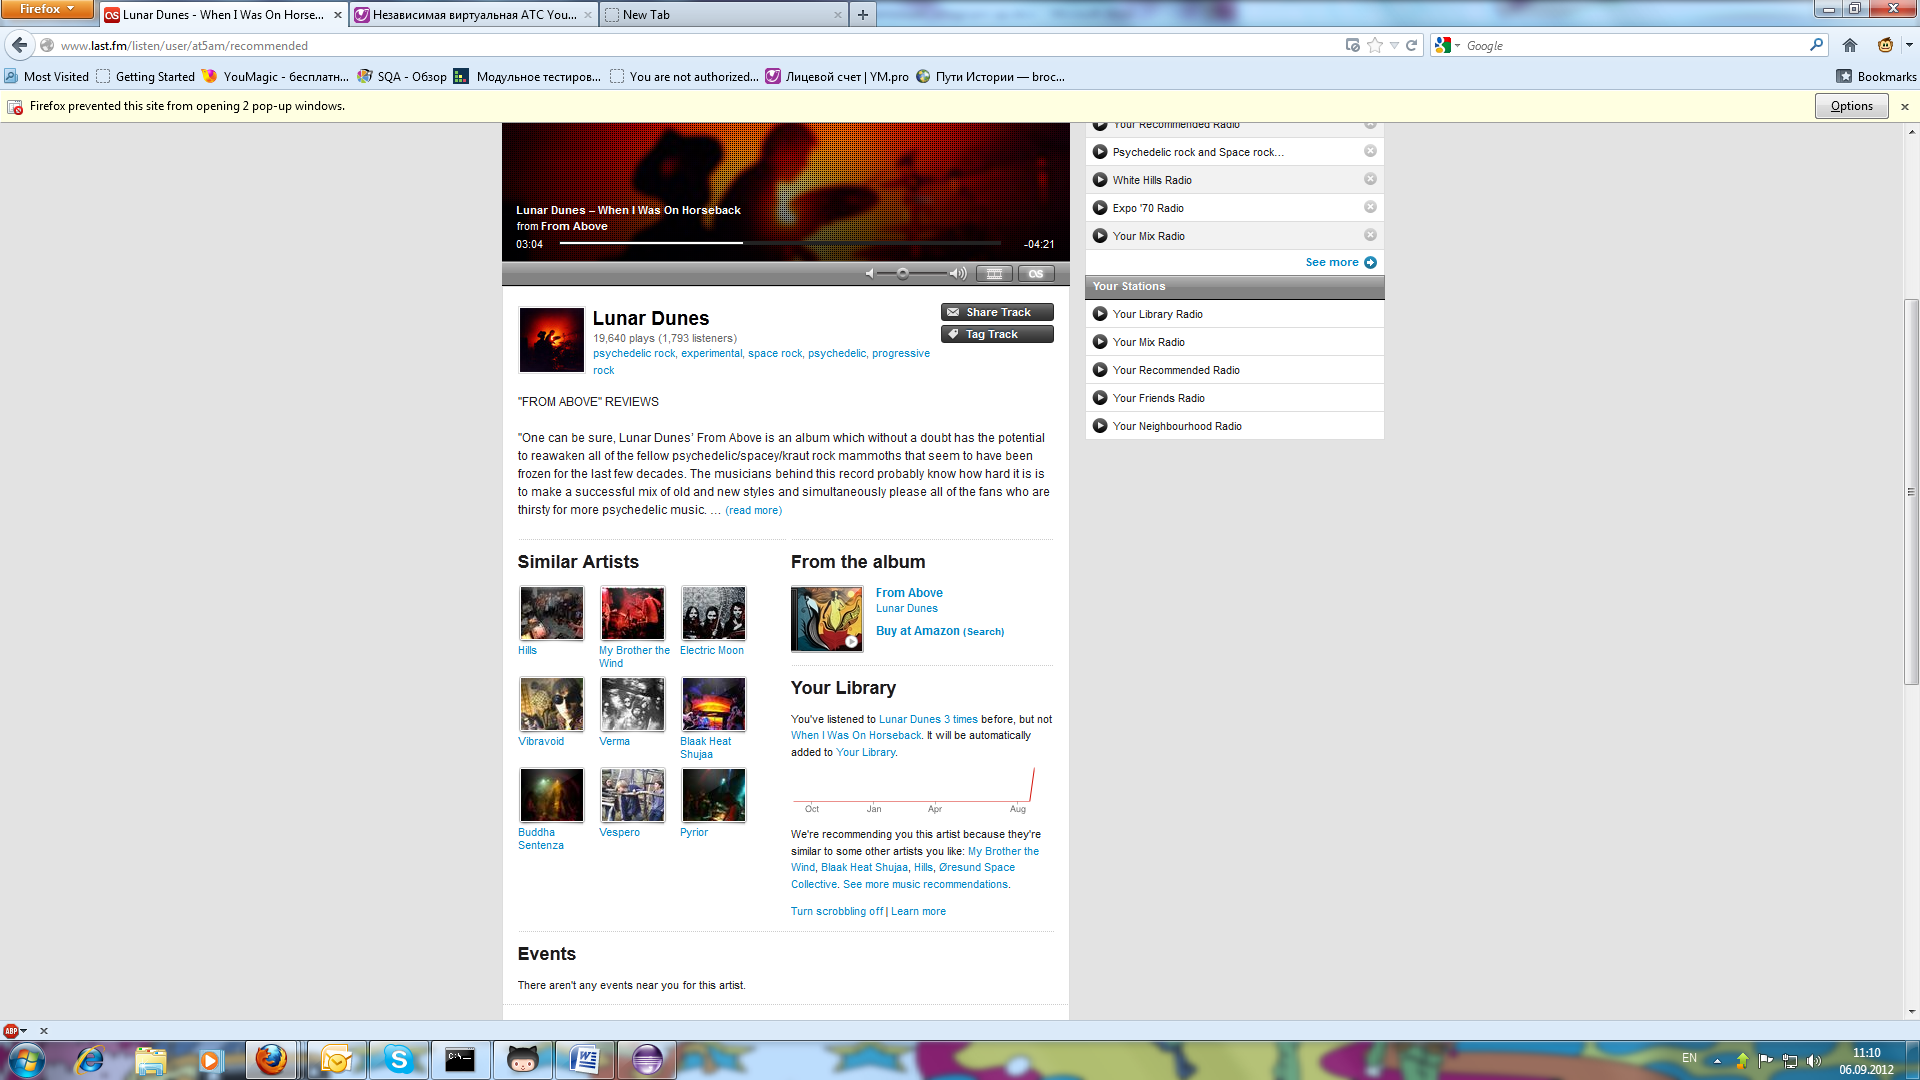 Firefox
Lunar Dunes - When I Was On Horse...
Независимая виртуальная АТС You...
New Tab
www.last.fm/listen/user/at5am/recommended
Google
Most Visited
Getting Started
YouMagic - бесплатн...
SQA - Обзор
Модульное тестиров...
You are not authorized...
Лицевой счет | YM.pro
Пути Истории — broc...
Bookmarks
Firefox prevented this site from opening 2 pop-up windows.
Options
Lunar Dunes – When I Was On Horseback
from From Above
03:04
-04:21
Lunar Dunes
19,640 plays (1,793 listeners)
psychedelic rock, experimental, space rock, psychedelic, progressive
rock
Share Track
Tag Track
"FROM ABOVE" REVIEWS
"One can be sure, Lunar Dunes' From Above is an album which without a doubt has the potential
to reawaken all of the fellow psychedelic/spacey/kraut rock mammoths that seem to have been
frozen for the last few decades. The musicians behind this record probably know how hard it is is
to make a successful mix of old and new styles and simultaneously please all of the fans who are
thirsty for more psychedelic music. … (read more)
Similar Artists
Hills
My Brother the
Wind
Electric Moon
Vibravoid
Verma
Blaak Heat
Shujaa
Buddha
Sentenza
Vespero
Pyrior
From the album
From Above
Lunar Dunes
Buy at Amazon (Search)
Your Library
You've listened to Lunar Dunes 3 times before, but not
When I Was On Horseback. It will be automatically
added to Your Library.
Oct
Jan
Apr
Aug
We're recommending you this artist because they're
similar to some other artists you like: My Brother the
Wind, Blaak Heat Shujaa, Hills, Øresund Space
Collective. See more music recommendations.
Turn scrobbling off | Learn more
Events
There aren't any events near you for this artist.
Your Recommended Radio
Psychedelic rock and Space rock…
White Hills Radio
Expo '70 Radio
Your Mix Radio
See more
Your Stations
Your Library Radio
Your Mix Radio
Your Recommended Radio
Your Friends Radio
Your Neighbourhood Radio
ABP
C:\_
EN
11:10
06.09.2012